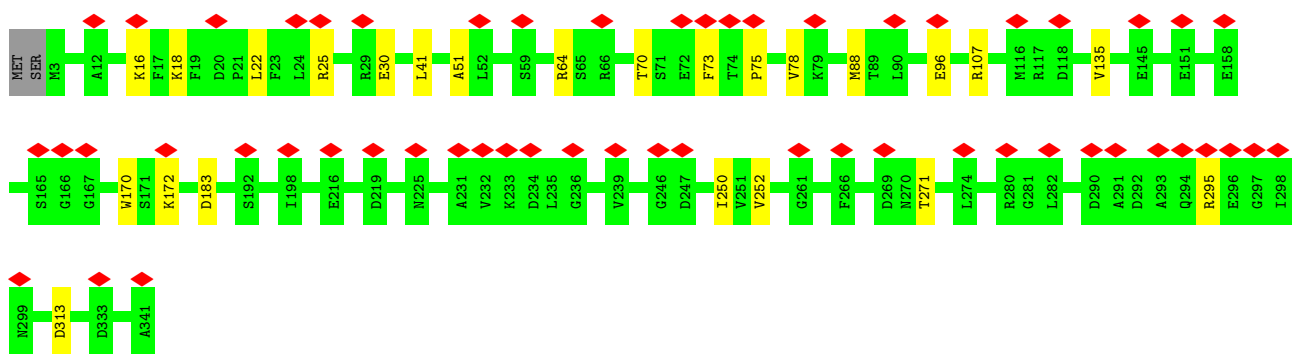 MET SER M3 A12 K16 F17 K18 F19 D20 P21 L22 F23 L24 R25 R29 E30 L41 A51 L52 S59 R64 S65 R66 T70 S71 E72 F73 T74 P75 V78 K79 M88 T89 L90 E96 R107 M116 R117 D118 V135 E145 E151 E158
S165 G166 G167 W170 S171 K172 D183 S192 I198 E216 D219 N225 A231 V232 K233 D234 L235 G236 V239 G246 D247 I250 V251 V252 G261 F266 D269 N270 T271 L274 R280 G281 L282 D290 A291 D292 A293 Q294 R295 E296 G297 I298
N299 D313 D333 A341